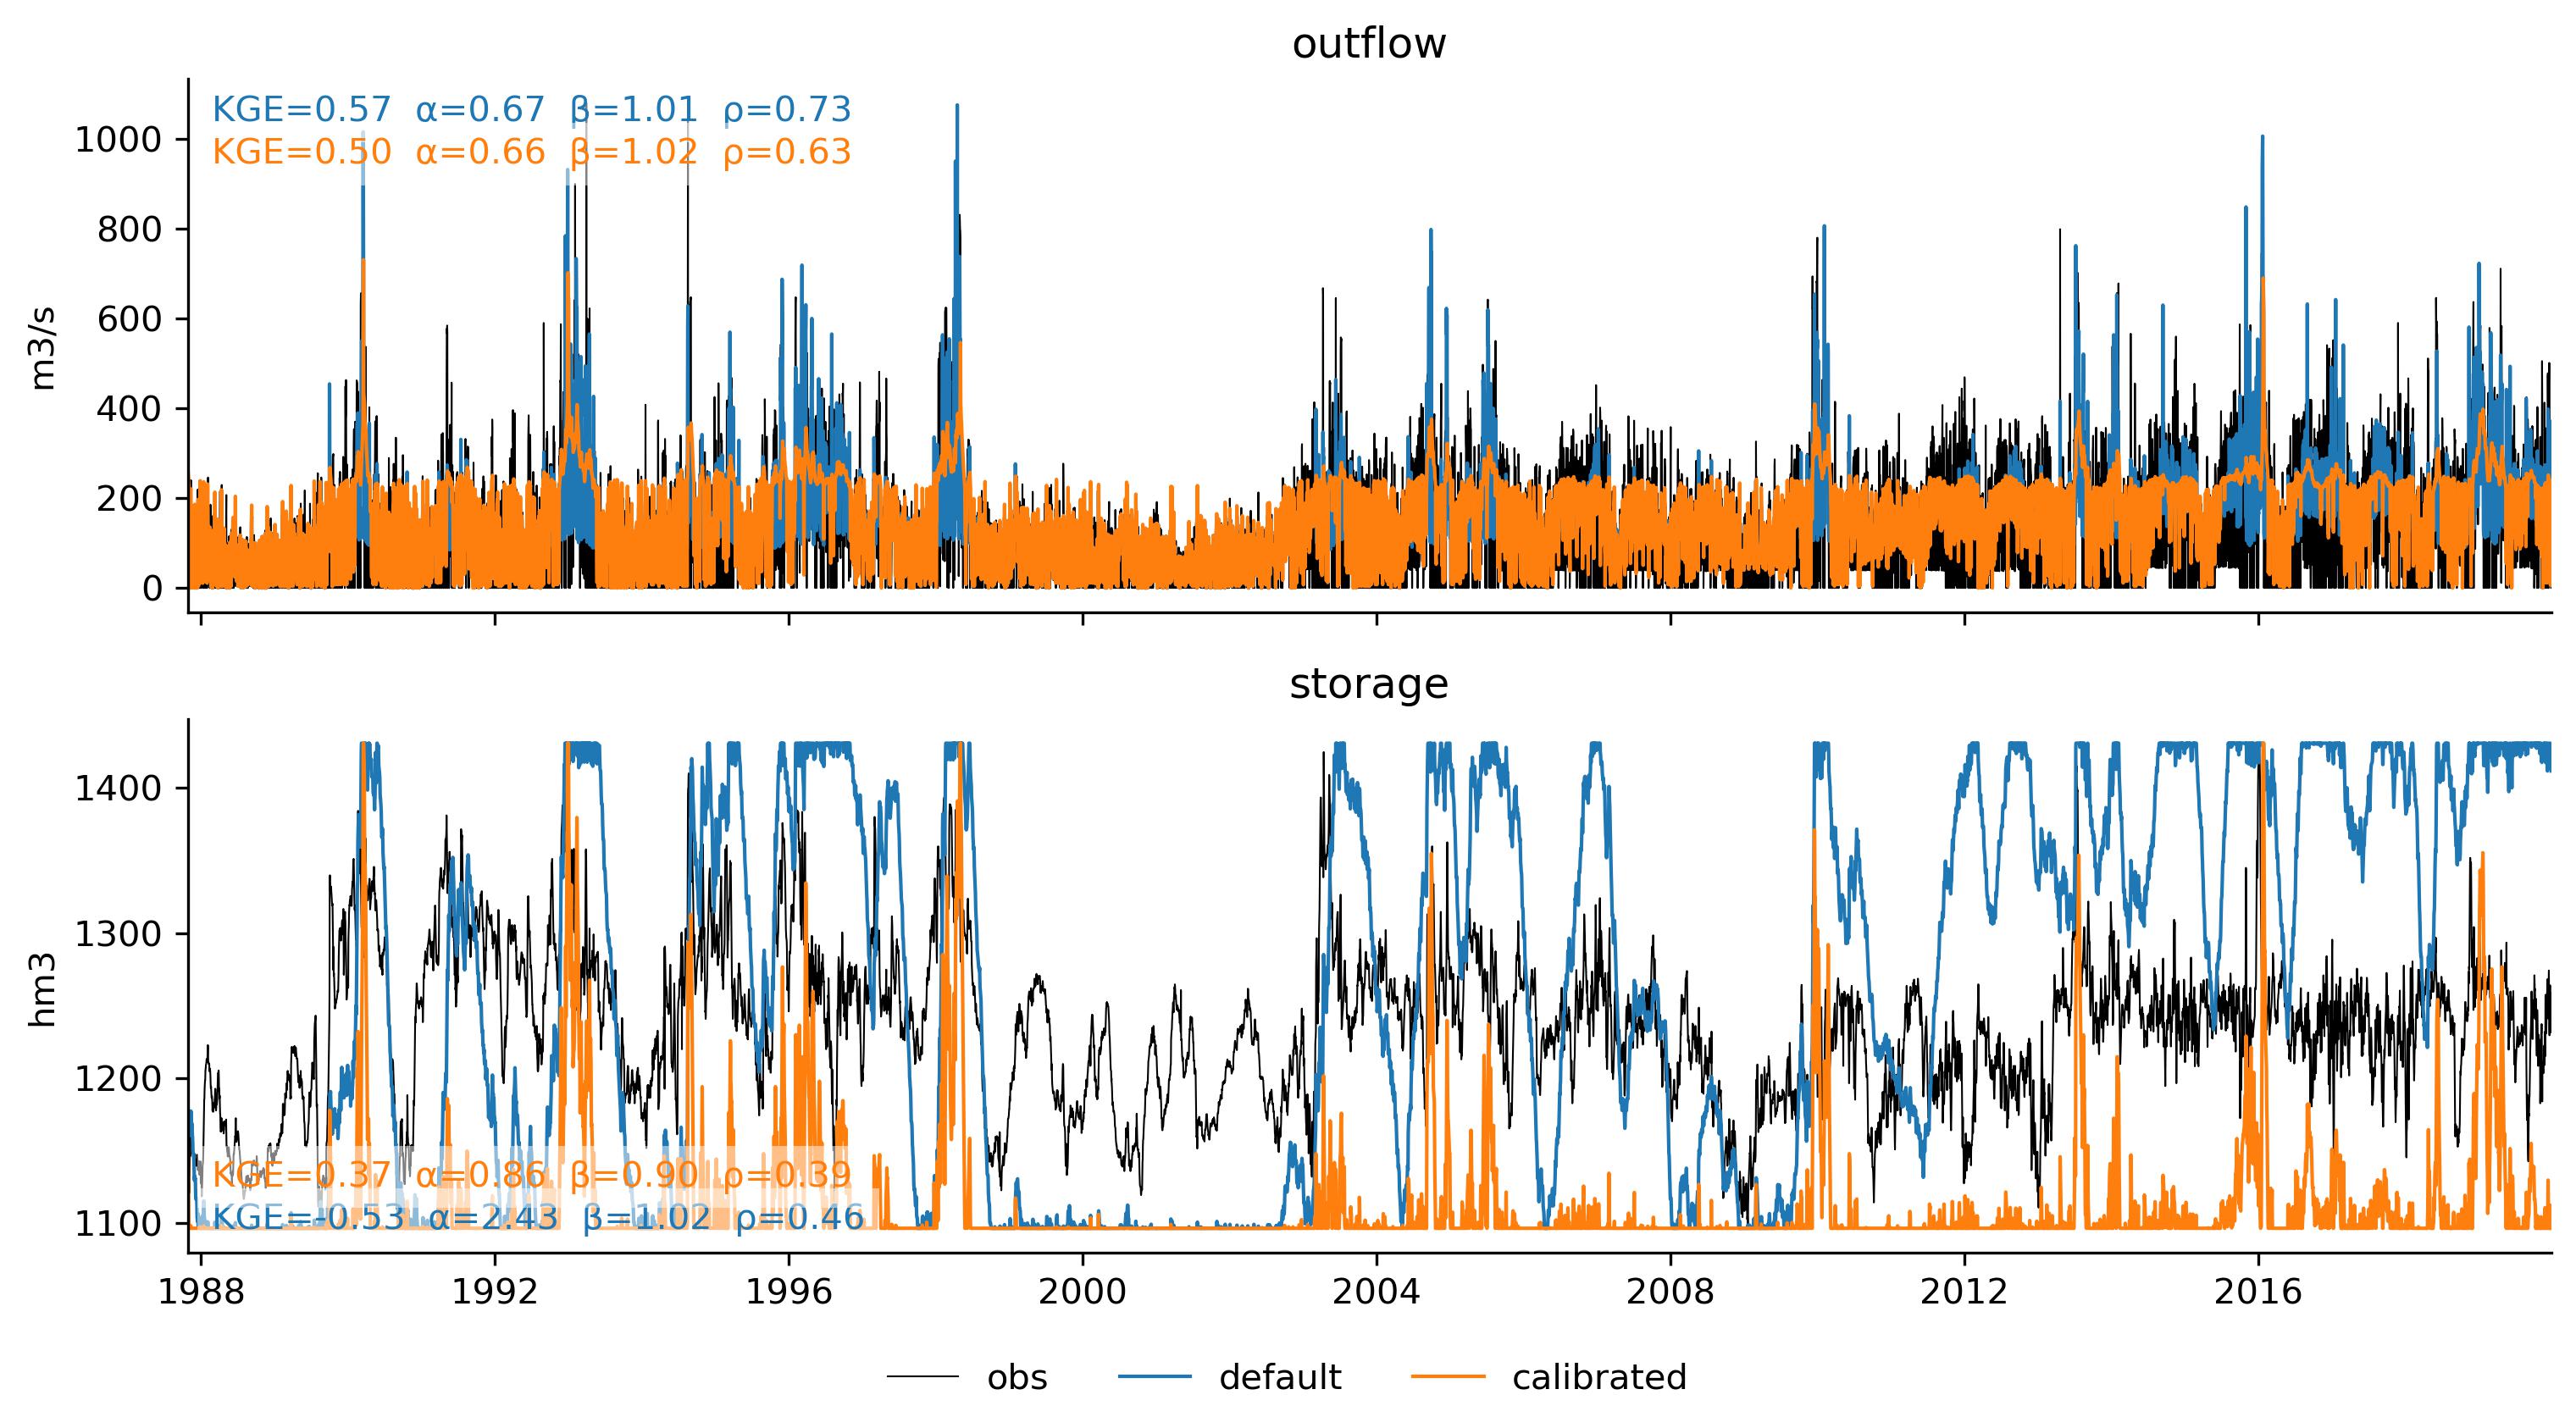 outflow
KGE=0.57 α=0.67 β=1.01 ρ=0.73
KGE=0.50 α=0.66 β=1.02 ρ=0.63
1000
800
600
400
200
0
m3/s
storage
1400
1300
1200
1100
hm3
KGE=0.37 α=0.86 β=0.90 ρ=0.39
KGE=-0.53 α=2.43 β=1.02 ρ=0.46
1988 1992 1996 2000 2004 2008 2012 2016
obs default calibrated